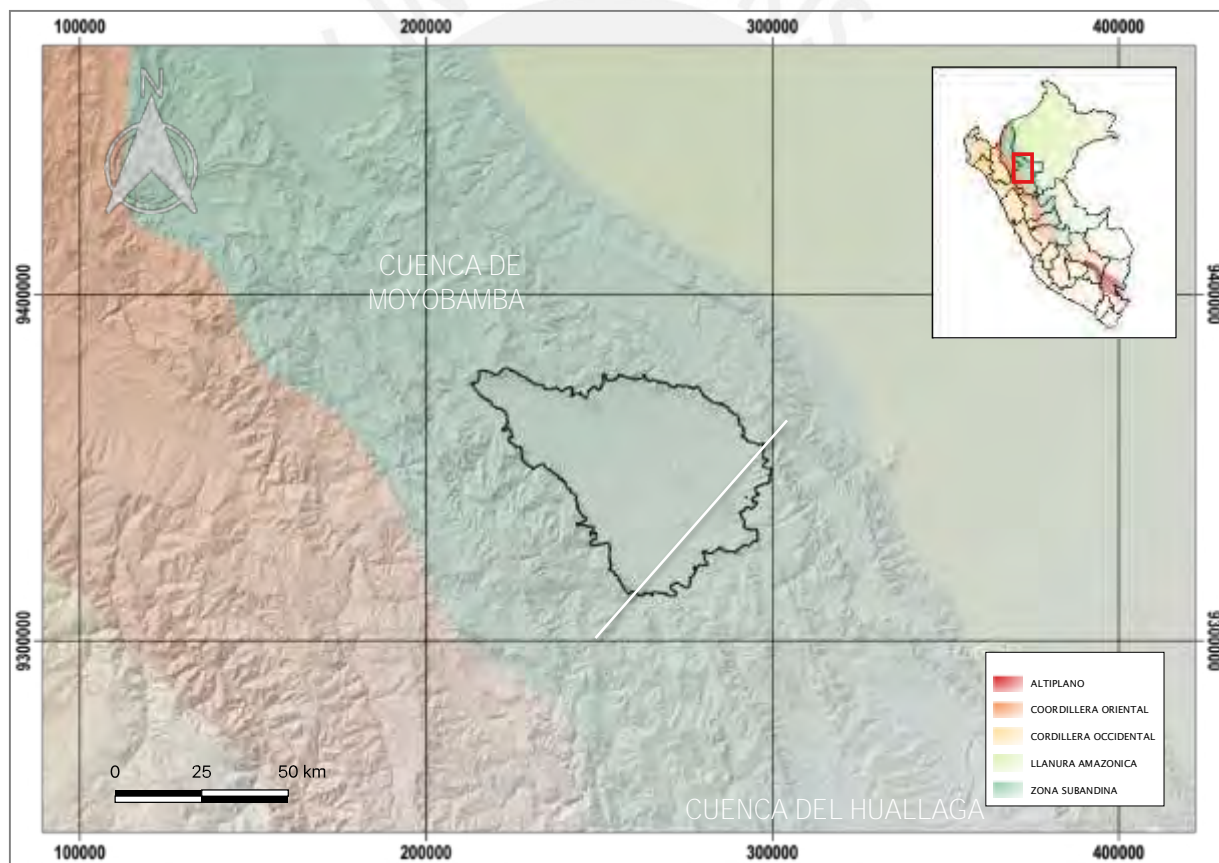 100000 200000 300000 400000
N
CUENCA DE
MOYOBAMBA
9400000 9400000
9300000 9300000
ALTIPLANO
COORDILLERA ORIENTAL
CORDILLERA OCCIDENTAL
LLANURA AMAZONICA
ZONA SUBANDINA
0 25 50 km
CUENCA DEL HUALLAGA
100000 200000 300000 400000